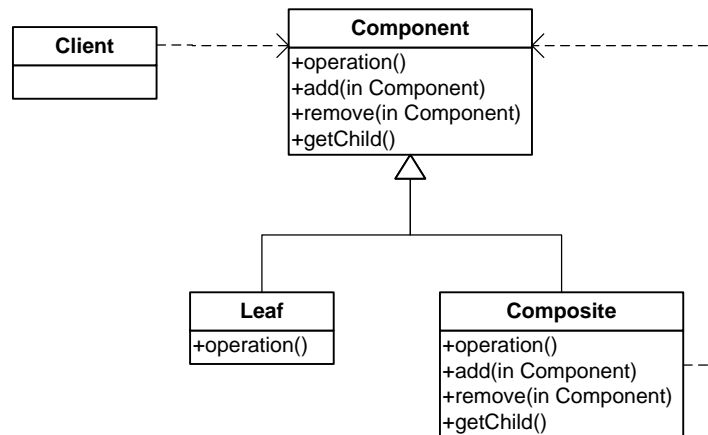 Client
Component
+operation()
+add(in Component)
+remove(in Component)
+getChild()
Leaf
+operation()
Composite
+operation()
+add(in Component)
+remove(in Component)
+getChild()